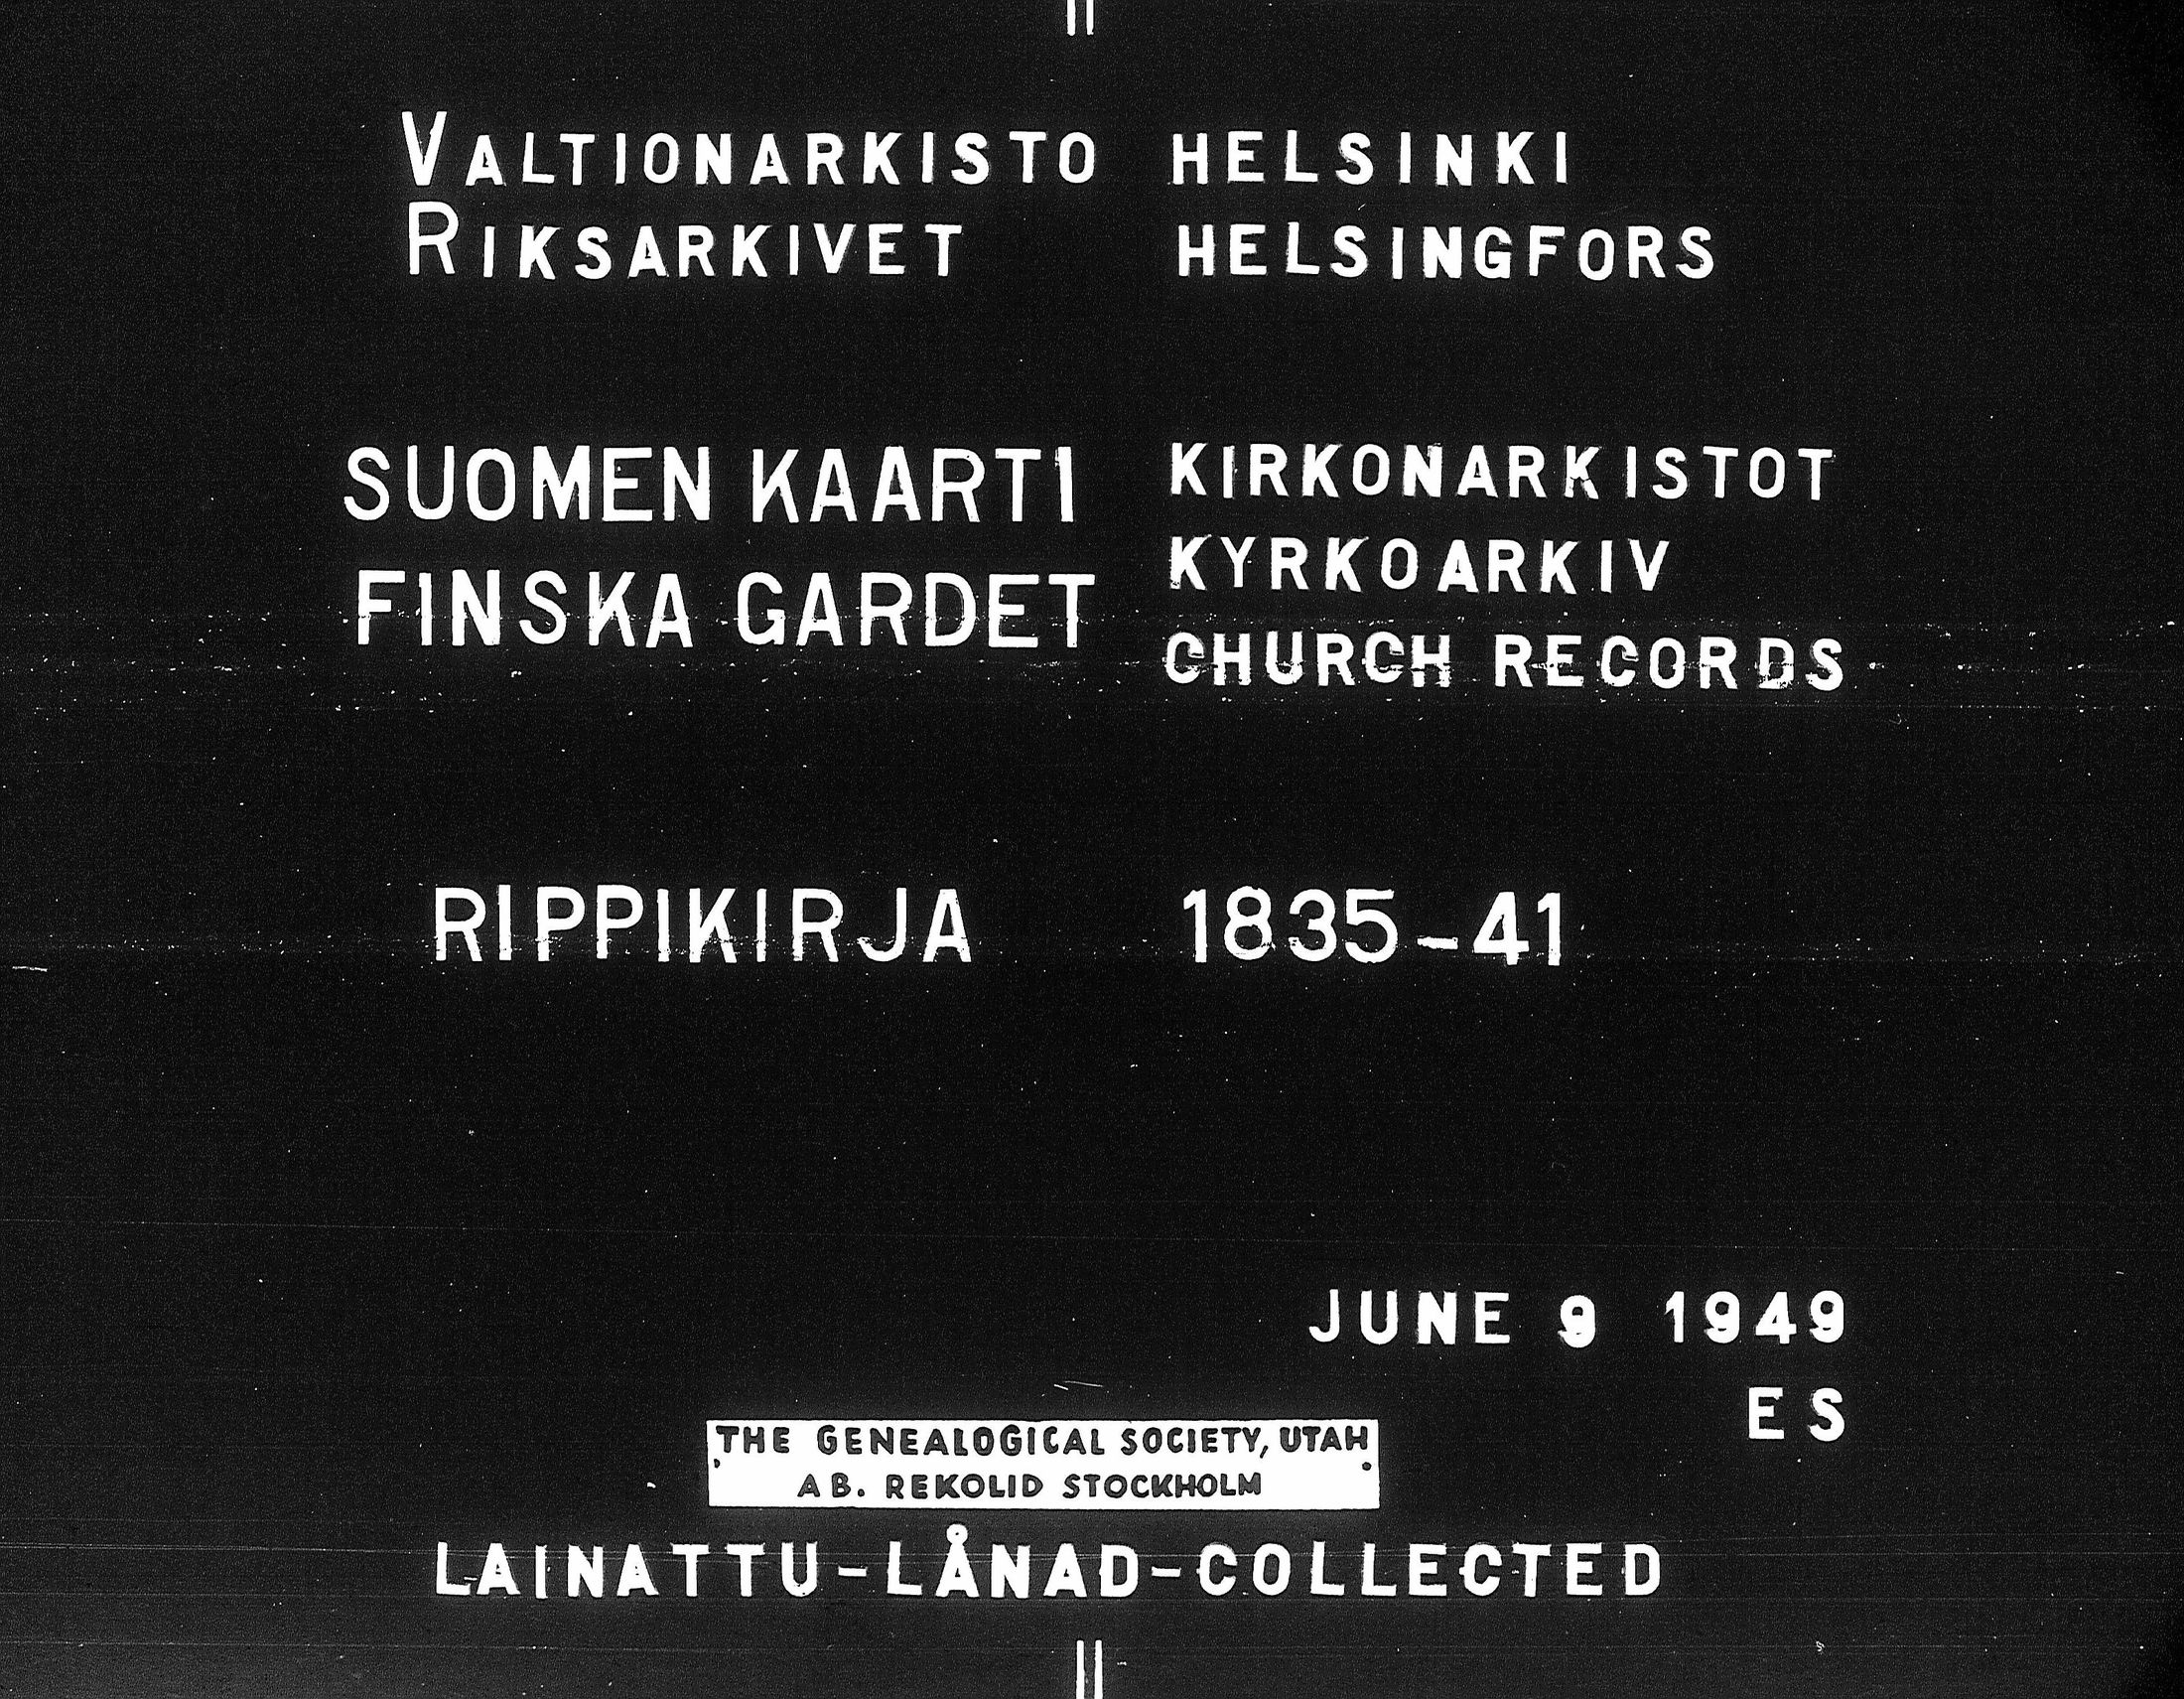 VALTIONARKISTO HELSINKI
RIKSARKIVET HELSINGFORS
SUOMEN KAARTI
FINSKA GARDET
KIRKONARKISTOT
KYRKOARKIV
CHURCH RECORDS
RIPPIKIRJA 1835-41
JUNE 9 1949
ES
THE GENEALOGICAL SOCIETY, UTAH
AB. REKOLID STOCKHOLM
LAINATTU-LÅNAD-COLLECTED